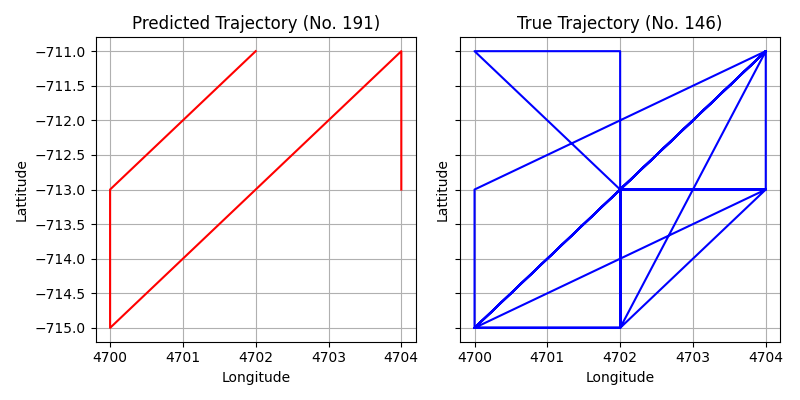 Predicted Trajectory (No. 191)
True Trajectory (No. 146)
−711.0
−711.5
−712.0
−712.5
−713.0
−713.5
−714.0
−714.5
−715.0
Lattitude
Lattitude
4700 4701 4702 4703 4704
4700 4701 4702 4703 4704
Longitude
Longitude